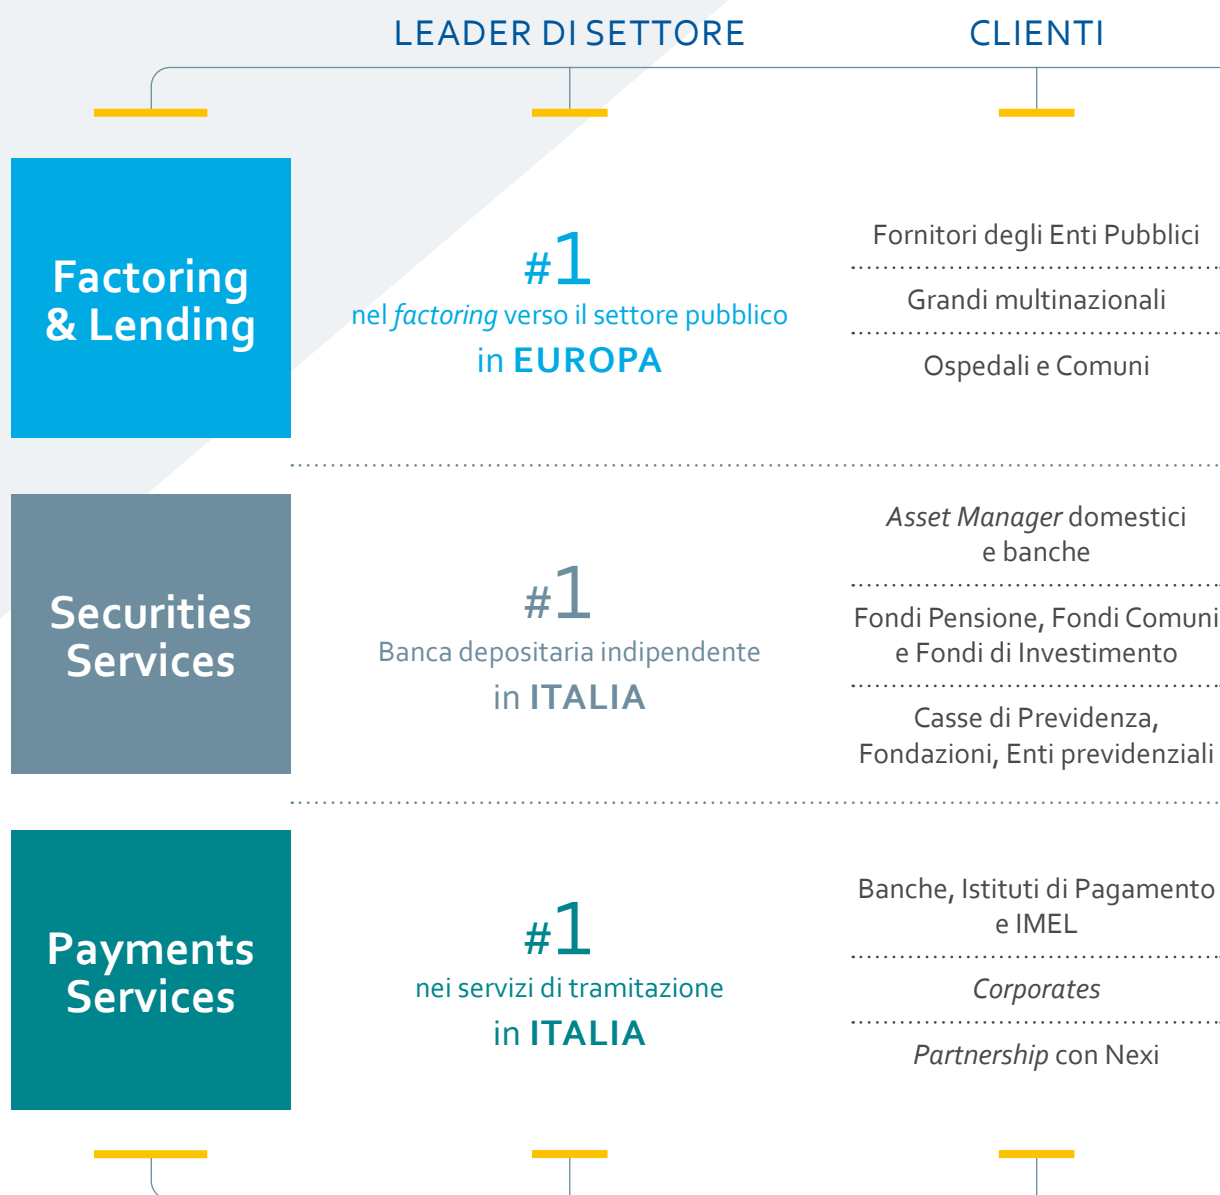 LEADER DI SETTORE
CLIENTI
Factoring
& Lending
#1
nel factoring verso il settore pubblico
in EUROPA
Fornitori degli Enti Pubblici
Grandi multinazionali
Ospedali e Comuni
Securities
Services
#1
Banca depositaria indipendente
in ITALIA
Asset Manager domestici
e banche
Fondi Pensione, Fondi Comuni
e Fondi di Investimento
Casse di Previdenza,
Fondazioni, Enti previdenziali
Payments
Services
#1
nei servizi di tramitazione
in ITALIA
Banche, Istituti di Pagamento
e IMEL
Corporates
Partnership con Nexi